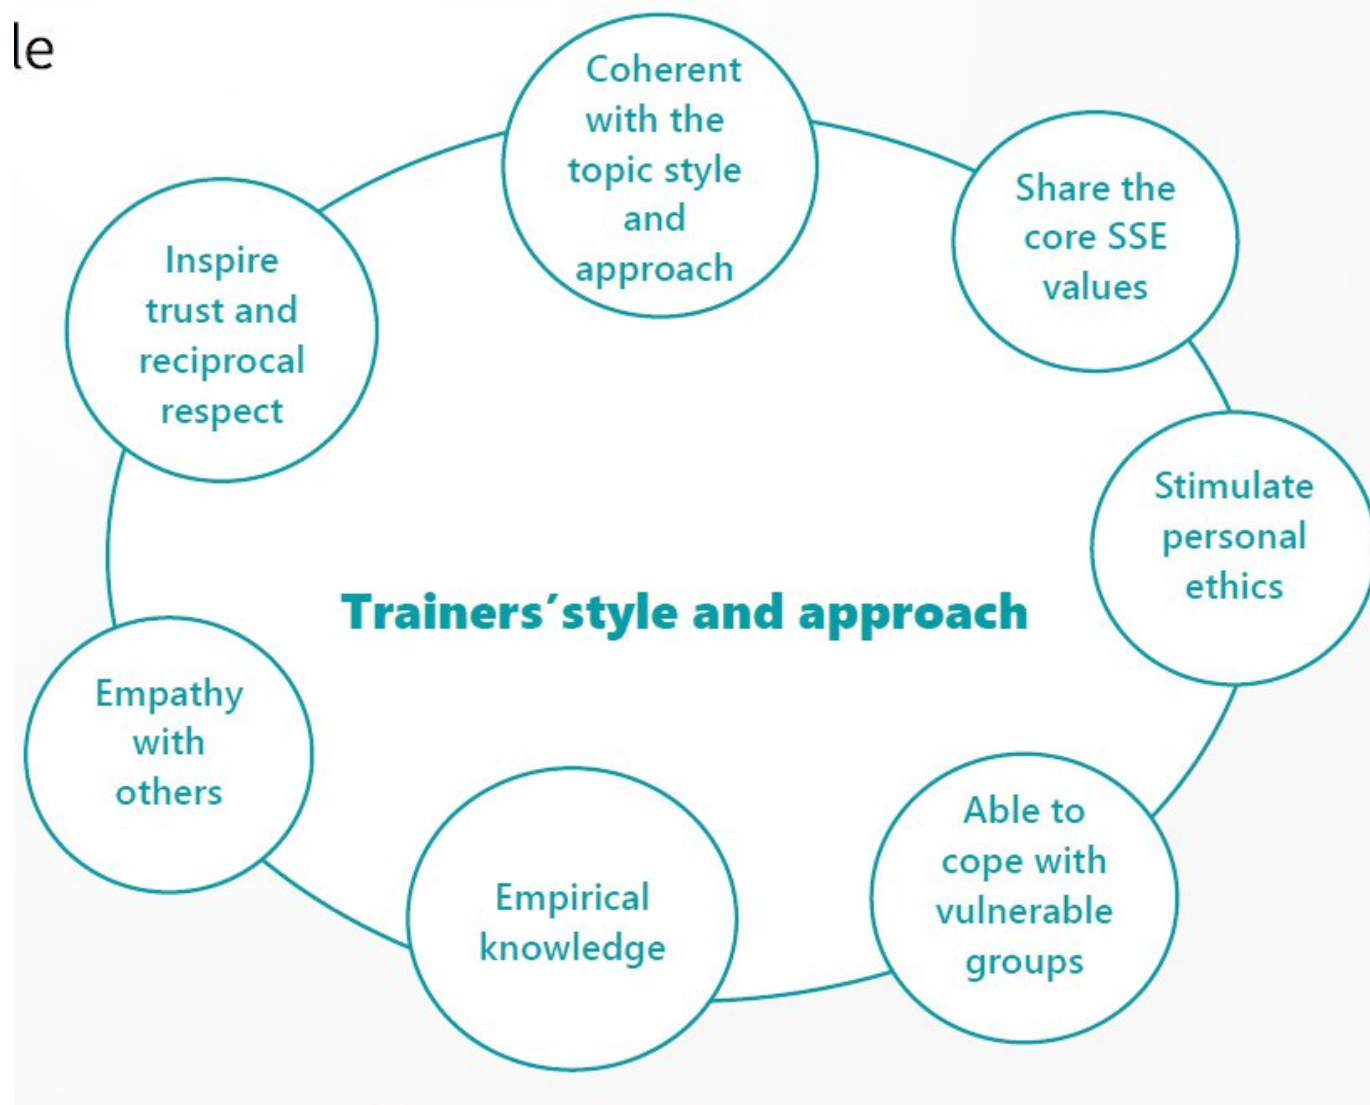 le
Coherent
with the
topic style
and
approach
Share the
core SSE
values
Inspire
trust and
reciprocal
respect
Stimulate
personal
ethics
Trainers´style and approach
Empathy
with
others
Able to
cope with
vulnerable
groups
Empirical
knowledge